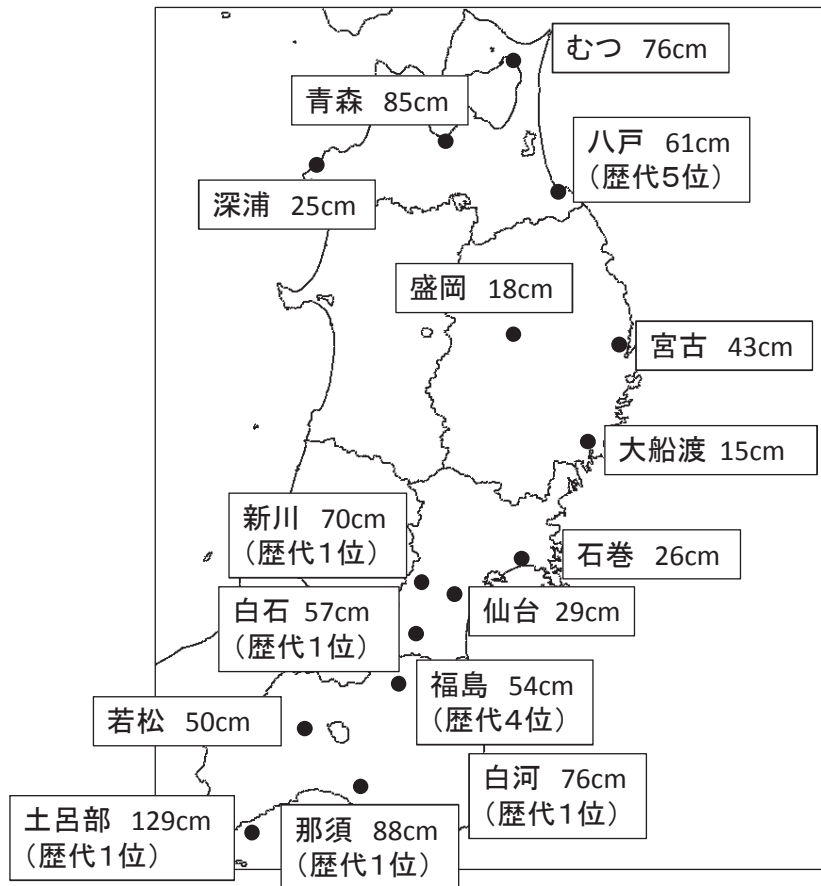 むつ 76cm
青森 85cm
八戸 61cm
(歴代5位)
深浦 25cm
盛岡 18cm
宮古 43cm
大船渡 15cm
新川 70cm
(歴代1位)
石巻 26cm
白石 57cm
(歴代1位)
仙台 29cm
福島 54cm
(歴代4位)
若松 50cm
白河 76cm
(歴代1位)
土呂部 129cm
(歴代1位)
那須 88cm
(歴代1位)